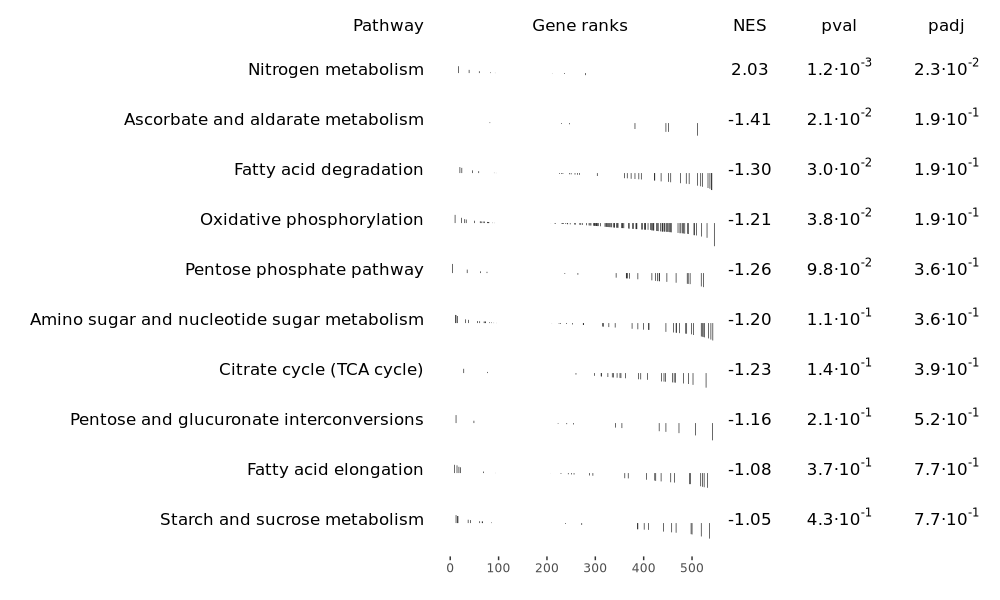 Pathway Gene ranks NES pval padj
Nitrogen metabolism 2.03 1.2·10⁻³ 2.3·10⁻²
Ascorbate and aldarate metabolism -1.41 2.1·10⁻² 1.9·10⁻¹
Fatty acid degradation -1.30 3.0·10⁻² 1.9·10⁻¹
Oxidative phosphorylation -1.21 3.8·10⁻² 1.9·10⁻¹
Pentose phosphate pathway -1.26 9.8·10⁻² 3.6·10⁻¹
Amino sugar and nucleotide sugar metabolism -1.20 1.1·10⁻¹ 3.6·10⁻¹
Citrate cycle (TCA cycle) -1.23 1.4·10⁻¹ 3.9·10⁻¹
Pentose and glucuronate interconversions -1.16 2.1·10⁻¹ 5.2·10⁻¹
Fatty acid elongation -1.08 3.7·10⁻¹ 7.7·10⁻¹
Starch and sucrose metabolism -1.05 4.3·10⁻¹ 7.7·10⁻¹
0 100 200 300 400 500